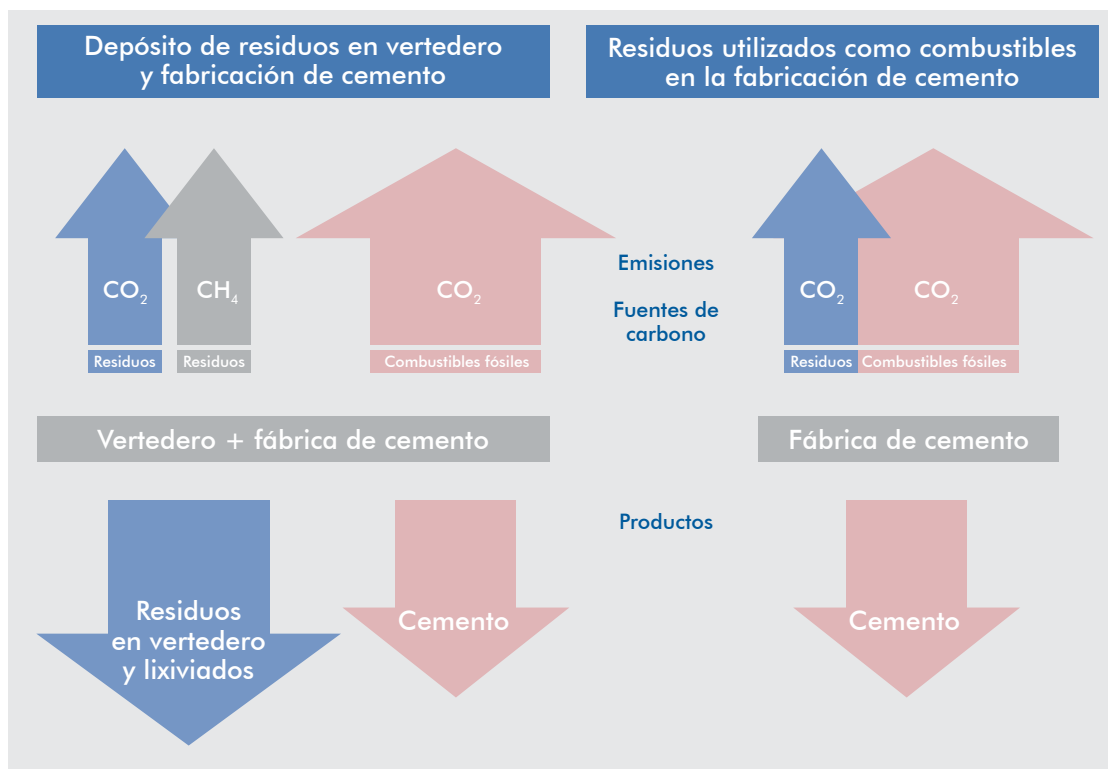 Depósito de residuos en vertedero
y fabricación de cemento
Residuos utilizados como combustibles
en la fabricación de cemento
CO₂
CH₄
CO₂
Residuos
Residuos
Combustibles fósiles
Emisiones
Fuentes de
carbono
CO₂
CO₂
Residuos
Combustibles fósiles
Vertedero + fábrica de cemento
Fábrica de cemento
Residuos
en vertedero
y lixiviados
Cemento
Productos
Cemento